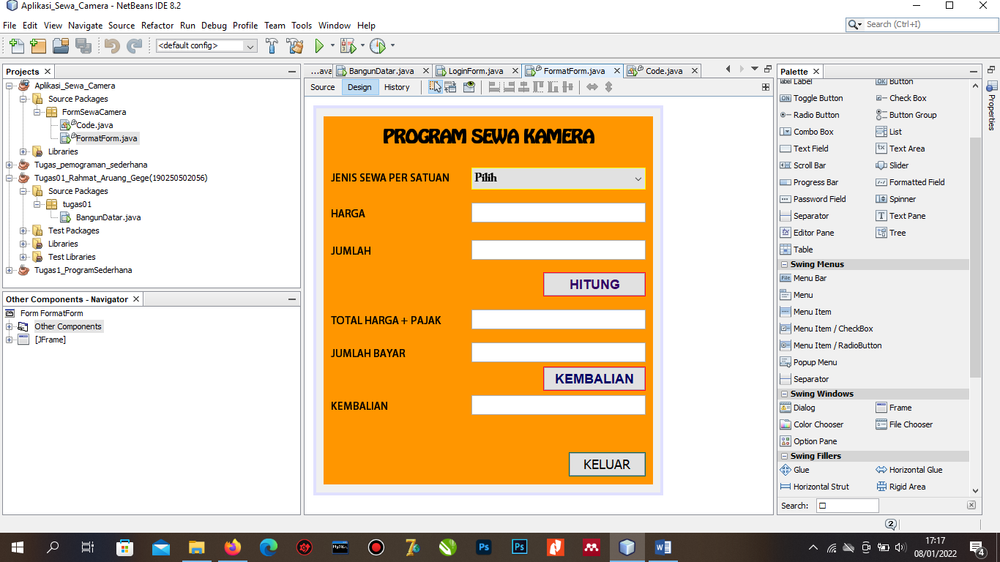 Aplikasi_Sewa_Camera - NetBeans IDE 8.2
File Edit View Navigate Source Refactor Run Debug Profile Team Tools Window Help
Search (Ctrl+I)
<default config>
Projects
Aplikasi_Sewa_Camera
Source Packages
FormSewaCamera
Code.java
FormatForm.java
Libraries
Tugas_pemograman_sederhana
Tugas01_Rahmat_Aruang_Gege(190250502056)
Source Packages
tugas01
BangunDatar.java
Test Packages
Libraries
Test Libraries
Tugas1_ProgramSederhana
Other Components - Navigator
Form FormatForm
Other Components
[JFrame]
...ava BangunDatar.java LoginForm.java FormatForm.java Code.java
Source Design History
PROGRAM SEWA KAMERA
JENIS SEWA PER SATUAN Pilih
HARGA
JUMLAH
HITUNG
TOTAL HARGA + PAJAK
JUMLAH BAYAR
KEMBALIAN
KEMBALIAN
KELUAR
Palette
Label Button
Toggle Button Check Box
Radio Button Button Group
Combo Box List
Text Field Text Area
Scroll Bar Slider
Progress Bar Formatted Field
Password Field Spinner
Separator Text Pane
Editor Pane Tree
Table
Swing Menus
Menu Bar
Menu
Menu Item
Menu Item / CheckBox
Menu Item / RadioButton
Popup Menu
Separator
Swing Windows
Dialog Frame
Color Chooser File Chooser
Option Pane
Swing Fillers
Glue Horizontal Glue
Horizontal Strut Rigid Area
Search:
Properties
2
MySQL
Ps
Ps
17:17
08/01/2022
4